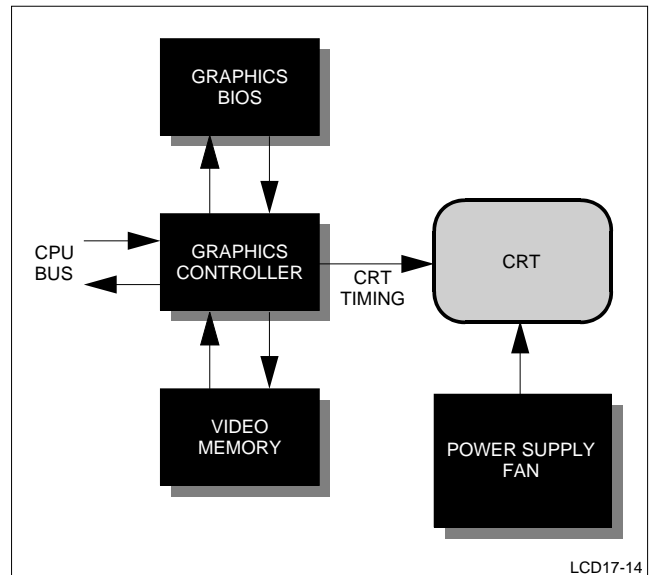 GRAPHICS
BIOS
CPU
BUS
GRAPHICS
CONTROLLER
CRT
TIMING
CRT
VIDEO
MEMORY
POWER SUPPLY
FAN
LCD17-14